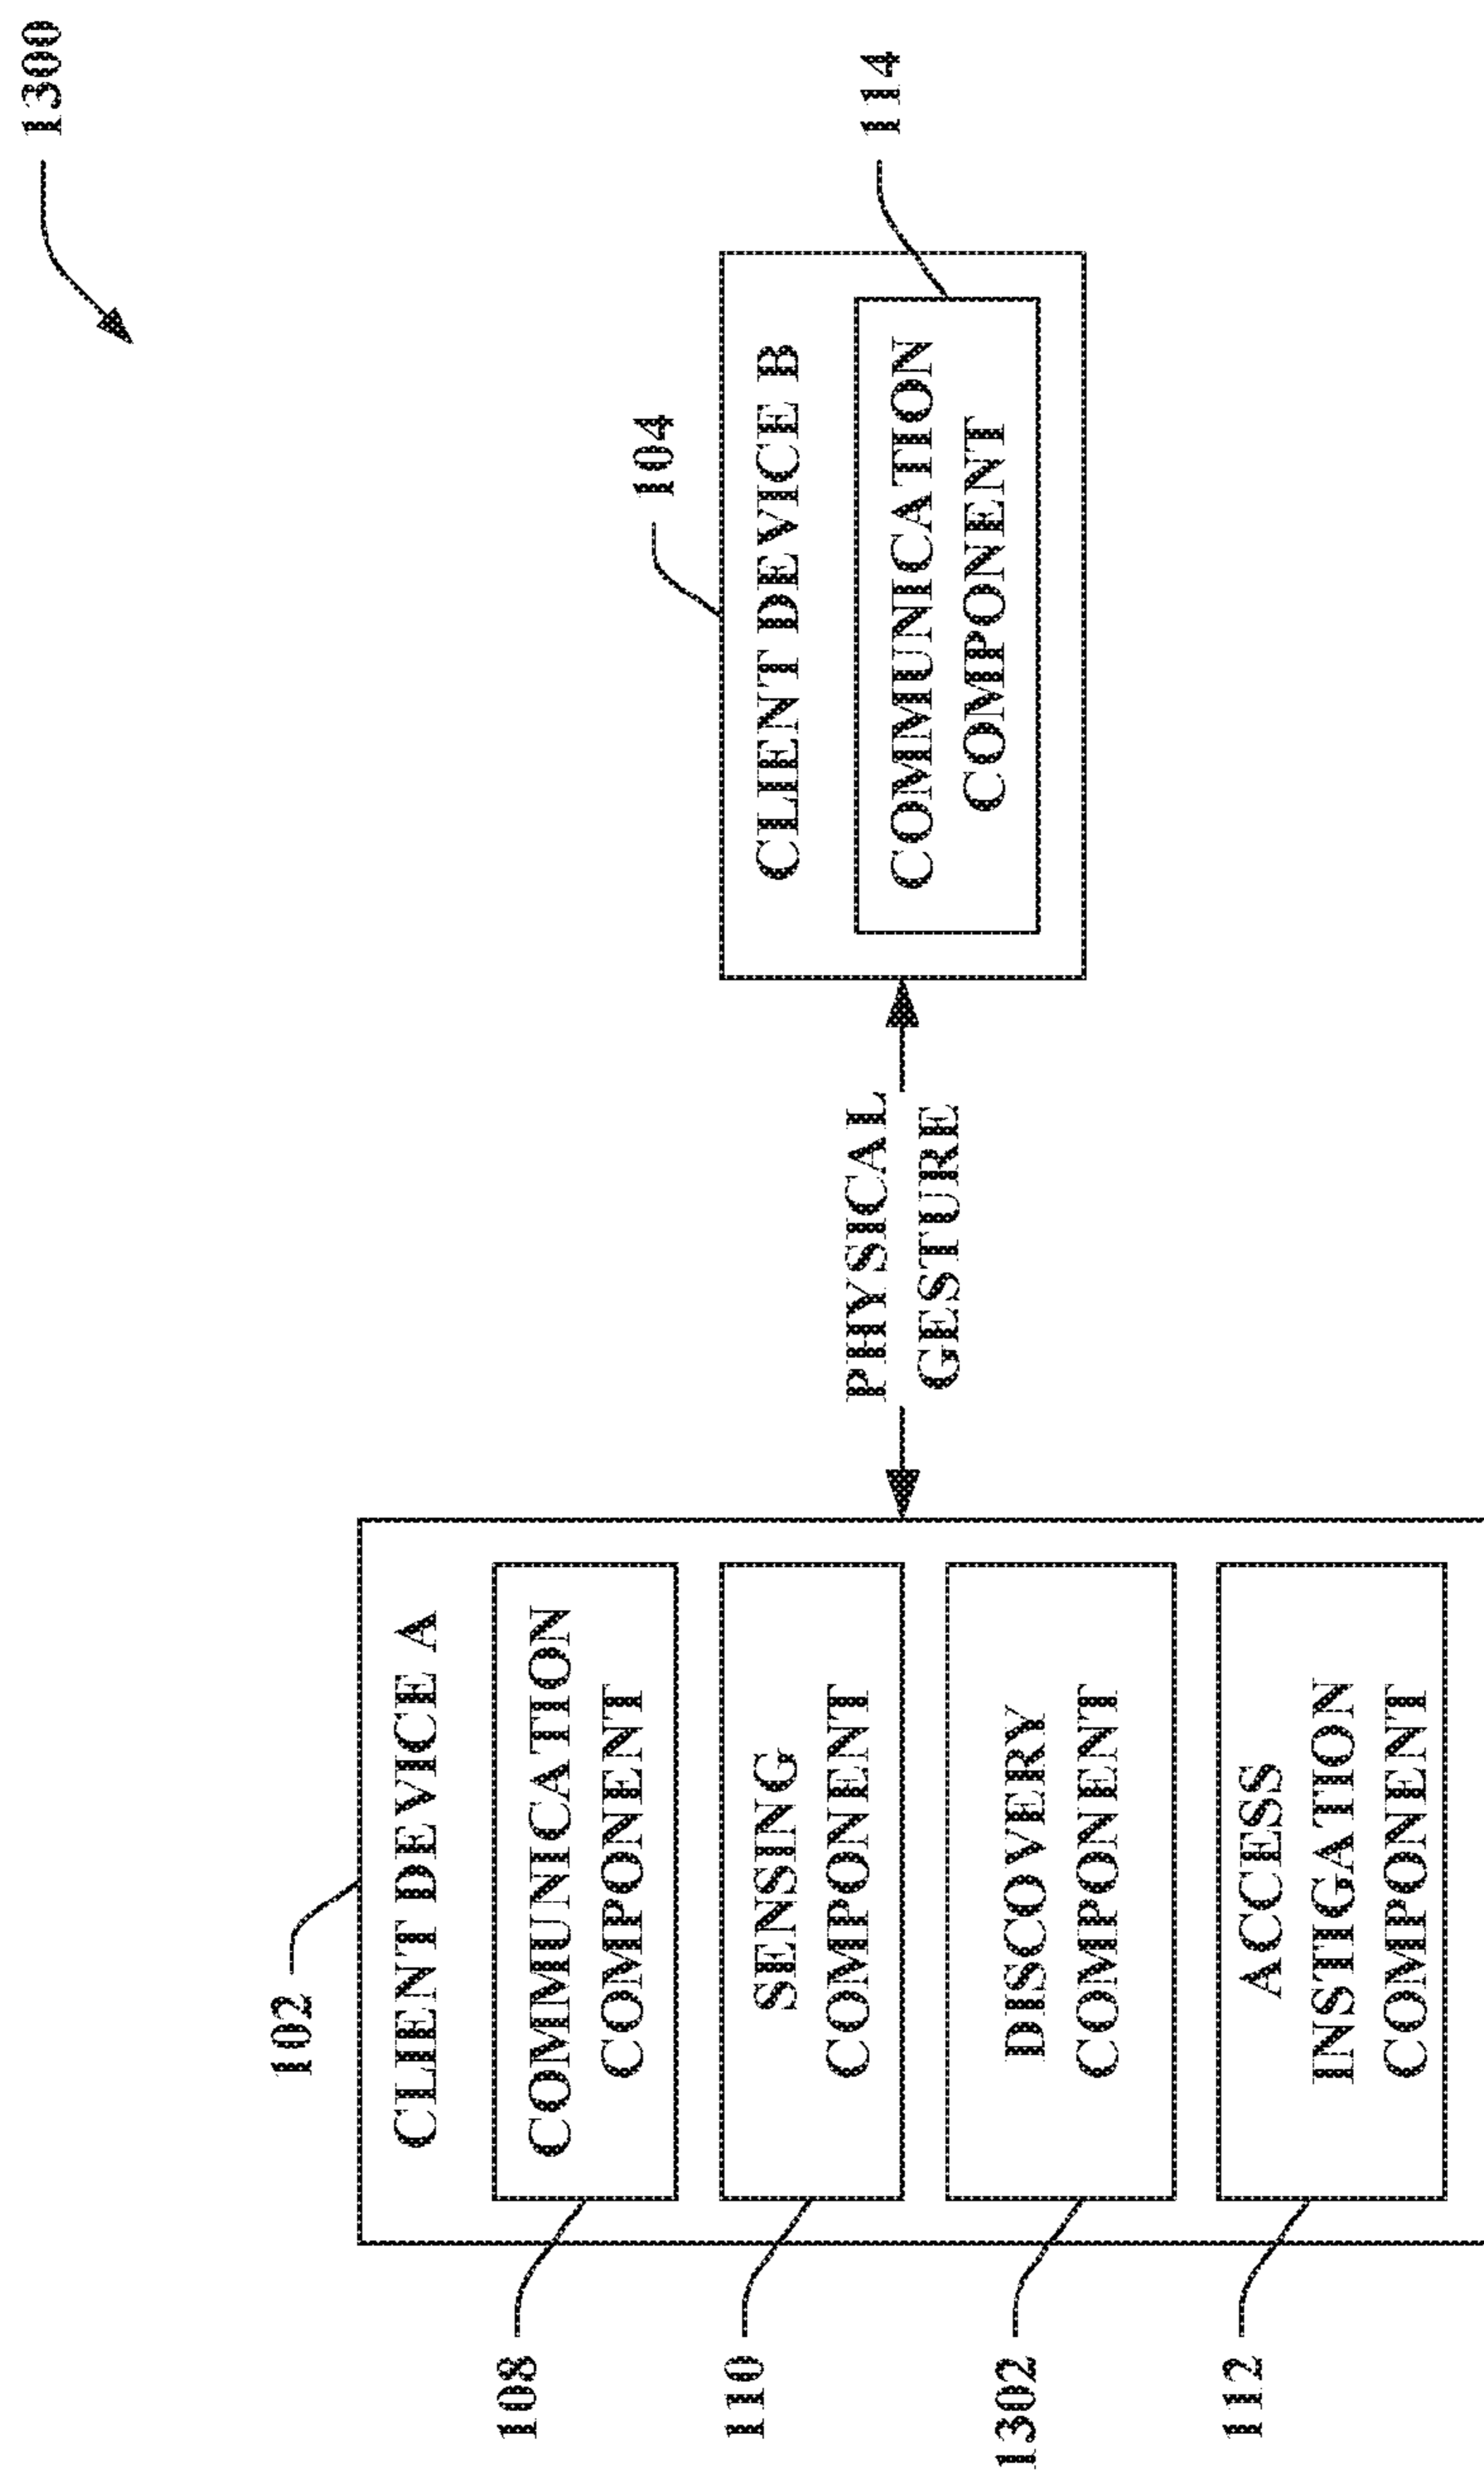 1300
102
CLIENT DEVICE A
108
COMMUNICATION
COMPONENT
110
SENSING
COMPONENT
1302
DISCOVERY
COMPONENT
112
ACCESS
INSTIGATION
COMPONENT
PHYSICAL
GESTURE
104
CLIENT DEVICE B
114
COMMUNICATION
COMPONENT